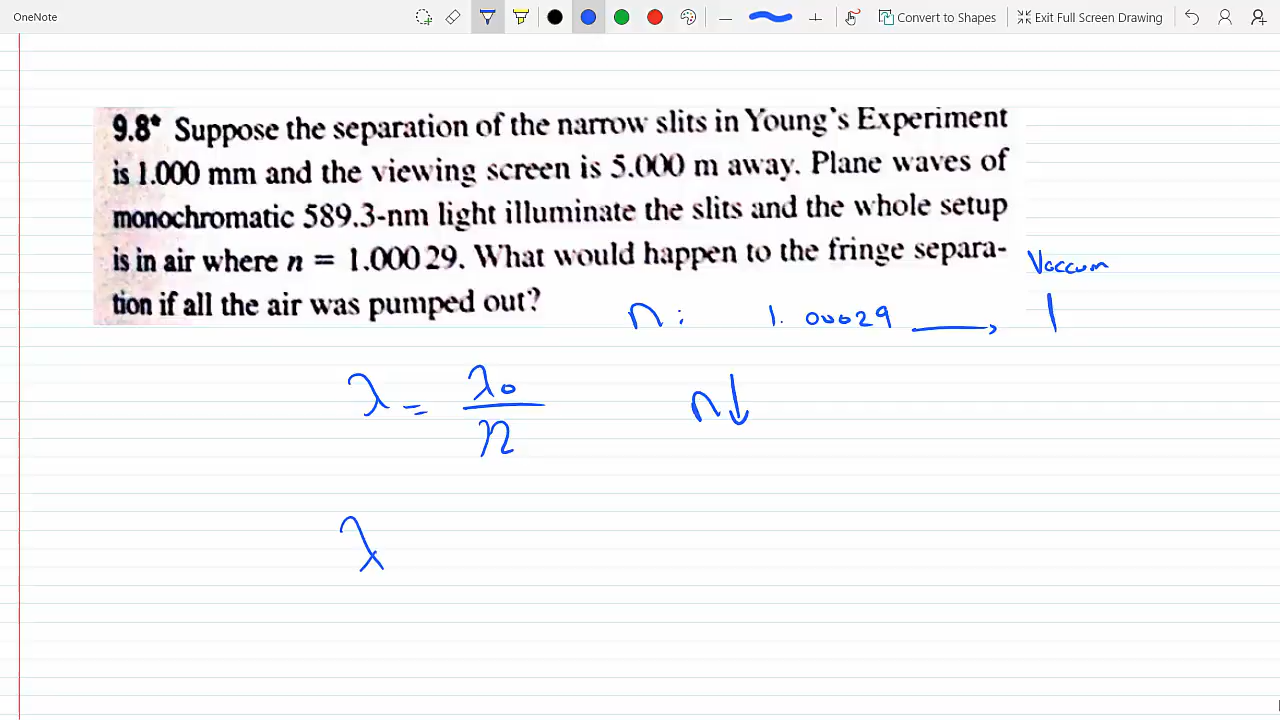 OneNote
Convert to Shapes
Exit Full Screen Drawing
9.8* Suppose the separation of the narrow slits in Young's Experiment
is 1.000 mm and the viewing screen is 5.000 m away. Plane waves of
monochromatic 589.3-nm light illuminate the slits and the whole setup
is in air where n = 1.000 29. What would happen to the fringe separa-
tion if all the air was pumped out?
Vaccum
n: 1.00029 → 1
λ = λ0/n n↓
λ